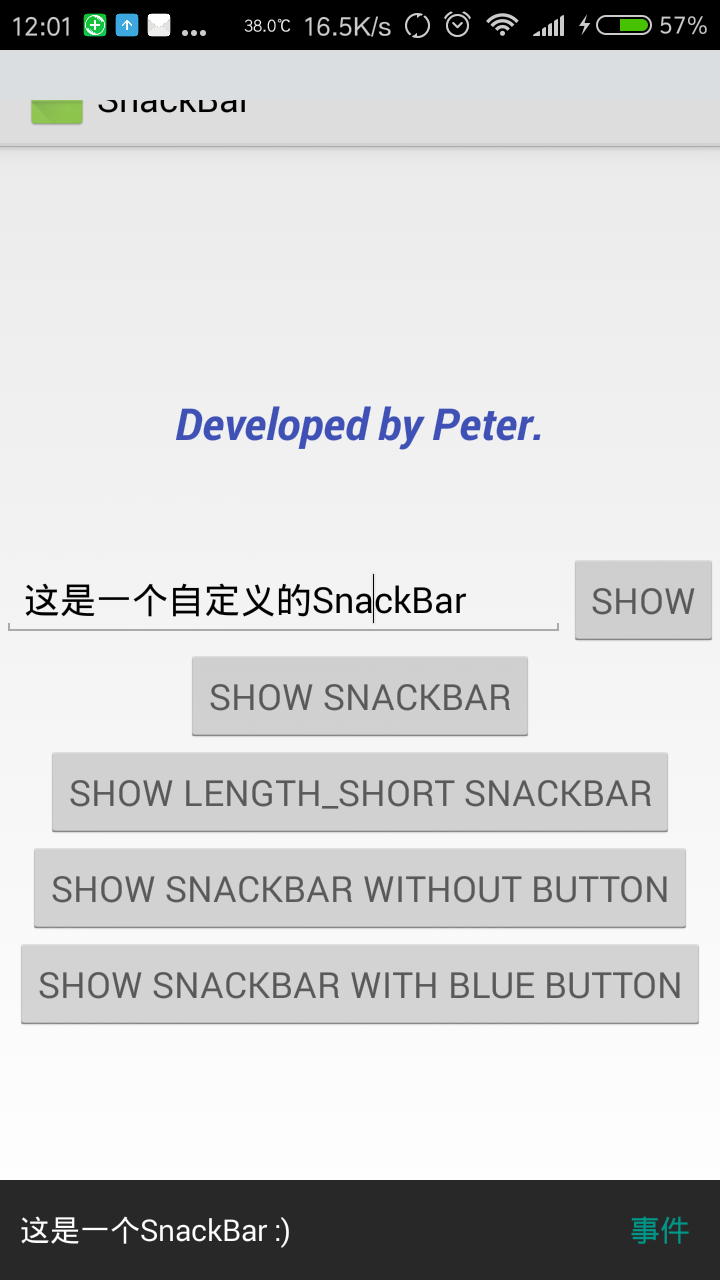 12:01 ... 38.0℃ 16.5K/s 57%
SnackBar
Developed by Peter.
这是一个自定义的SnackBar SHOW
SHOW SNACKBAR
SHOW LENGTH_SHORT SNACKBAR
SHOW SNACKBAR WITHOUT BUTTON
SHOW SNACKBAR WITH BLUE BUTTON
这是一个SnackBar :) 事件